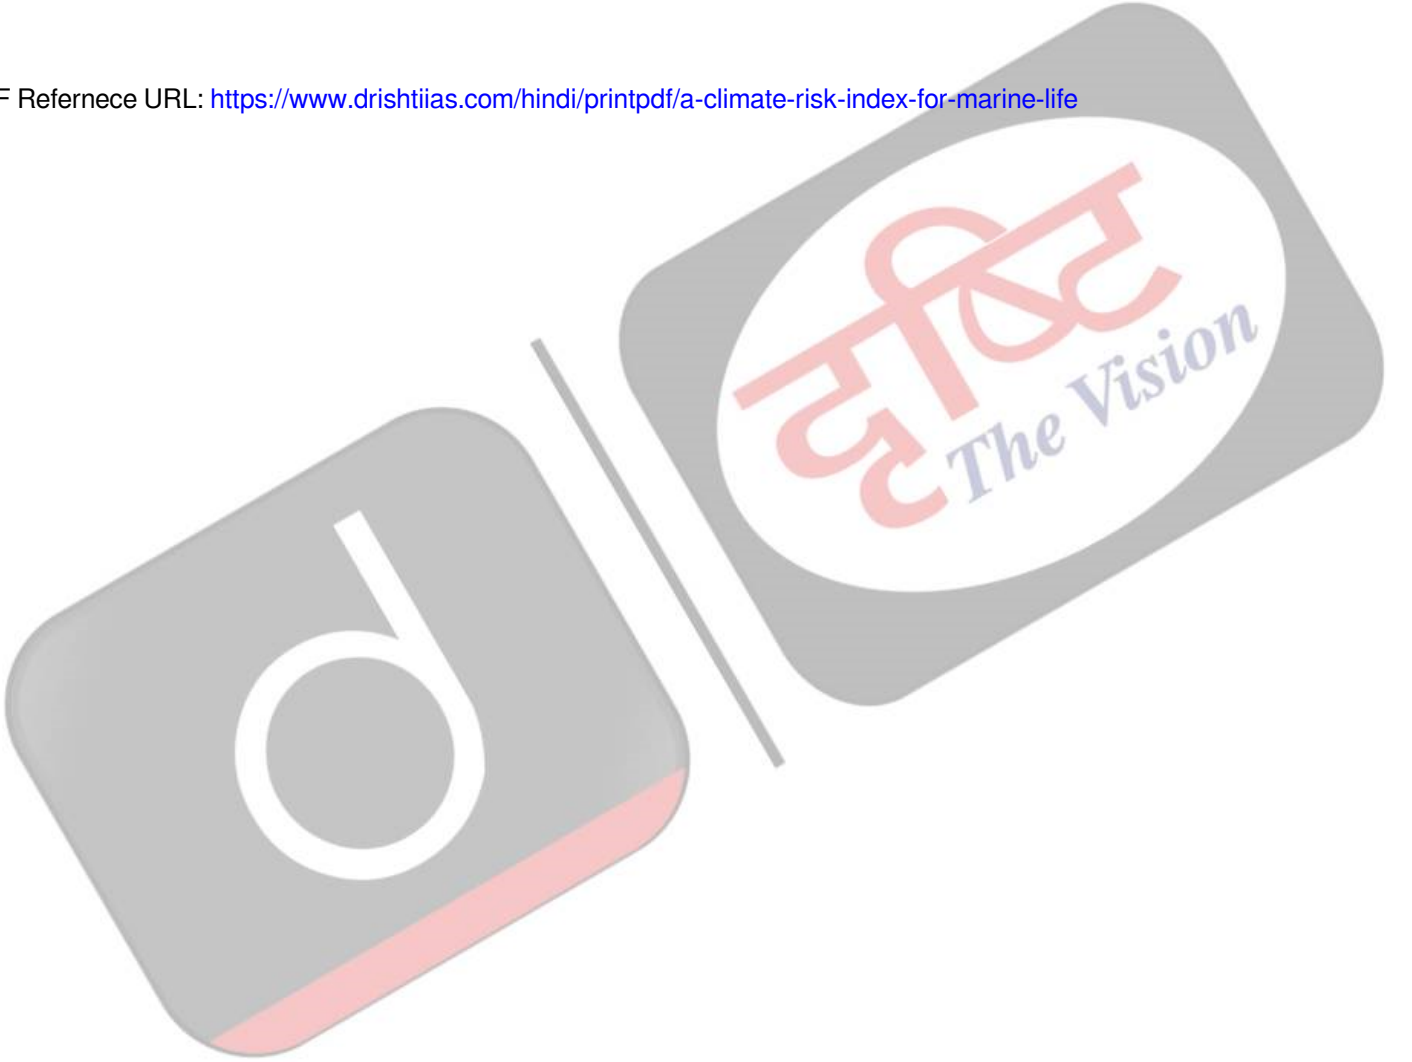 F Refernece URL: https://www.drishtiias.com/hindi/printpdf/a-climate-risk-index-for-marine-life
दृष्टि
The Vision
d